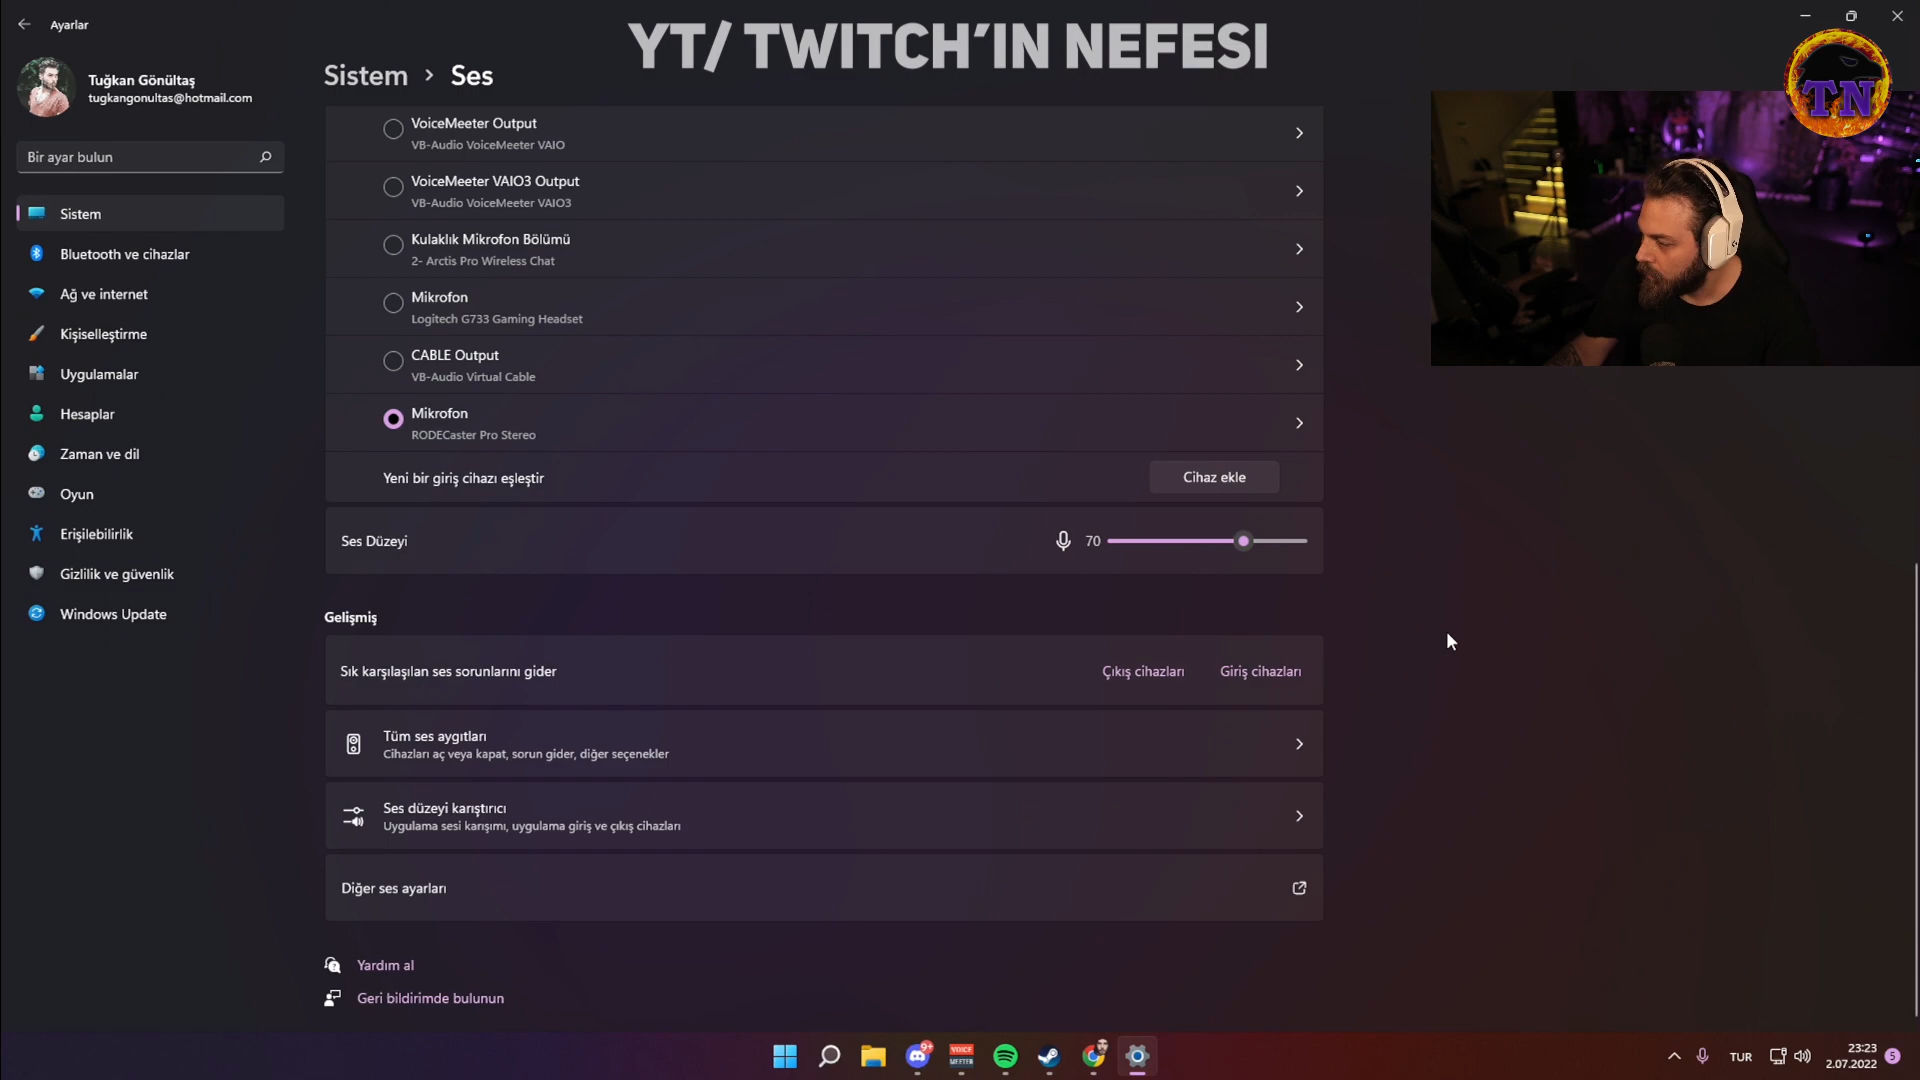 Ayarlar
YT/ TWITCH'IN NEFESI
TN
Tuğkan Gönültaş
tugkangonultas@hotmail.com
Bir ayar bulun
Sistem
Bluetooth ve cihazlar
Ağ ve internet
Kişiselleştirme
Uygulamalar
Hesaplar
Zaman ve dil
Oyun
Erişilebilirlik
Gizlilik ve güvenlik
Windows Update
Sistem > Ses
VoiceMeeter Output
VB-Audio VoiceMeeter VAIO
VoiceMeeter VAIO3 Output
VB-Audio VoiceMeeter VAIO3
Kulaklık Mikrofon Bölümü
2- Arctis Pro Wireless Chat
Mikrofon
Logitech G733 Gaming Headset
CABLE Output
VB-Audio Virtual Cable
Mikrofon
RODECaster Pro Stereo
Yeni bir giriş cihazı eşleştir
Cihaz ekle
Ses Düzeyi
70
Gelişmiş
Sık karşılaşılan ses sorunlarını gider
Çıkış cihazları
Giriş cihazları
Tüm ses aygıtları
Cihazları aç veya kapat, sorun gider, diğer seçenekler
Ses düzeyi karıştırıcı
Uygulama sesi karışımı, uygulama giriş ve çıkış cihazları
Diğer ses ayarları
Yardım al
Geri bildirimde bulunun
9+
VOICE
MEETER
TUR
23:23
2.07.2022
5